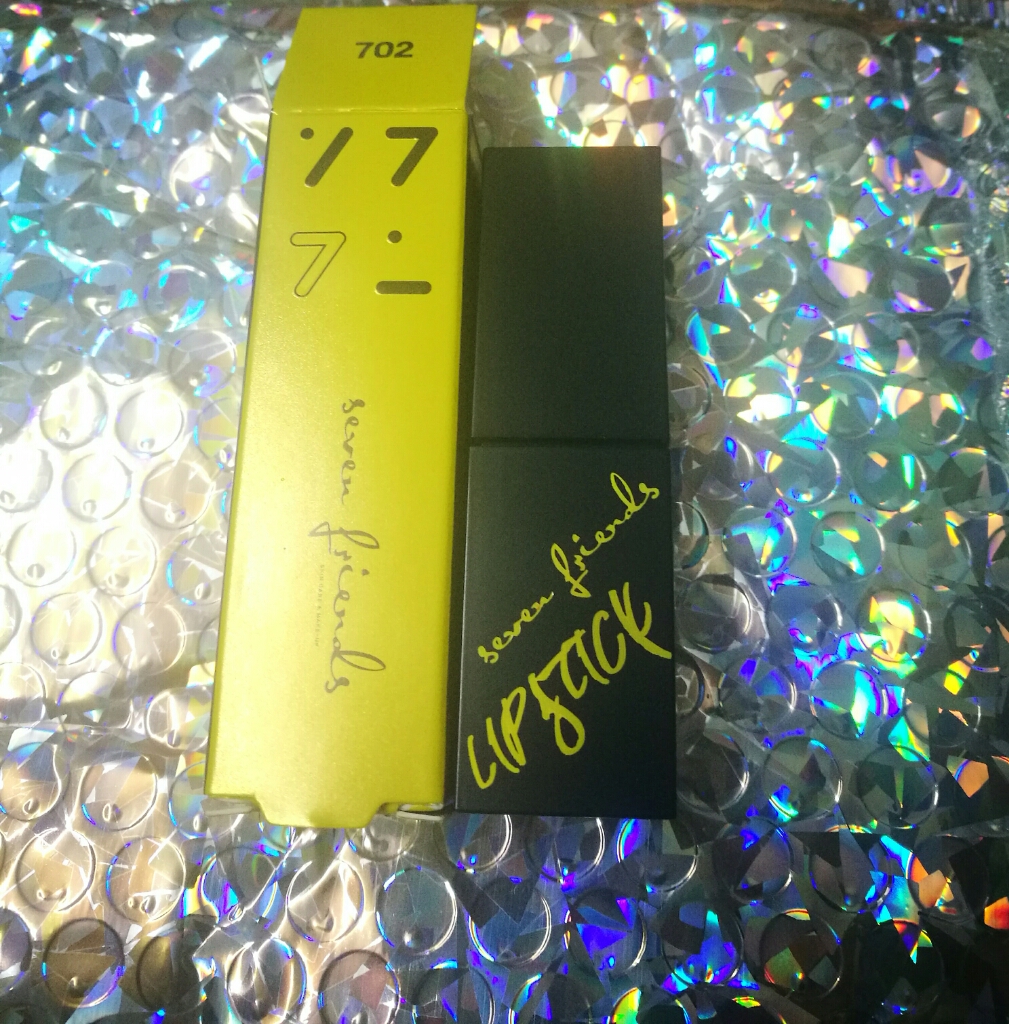 702
seven friends
seven friends
LIPSTICK